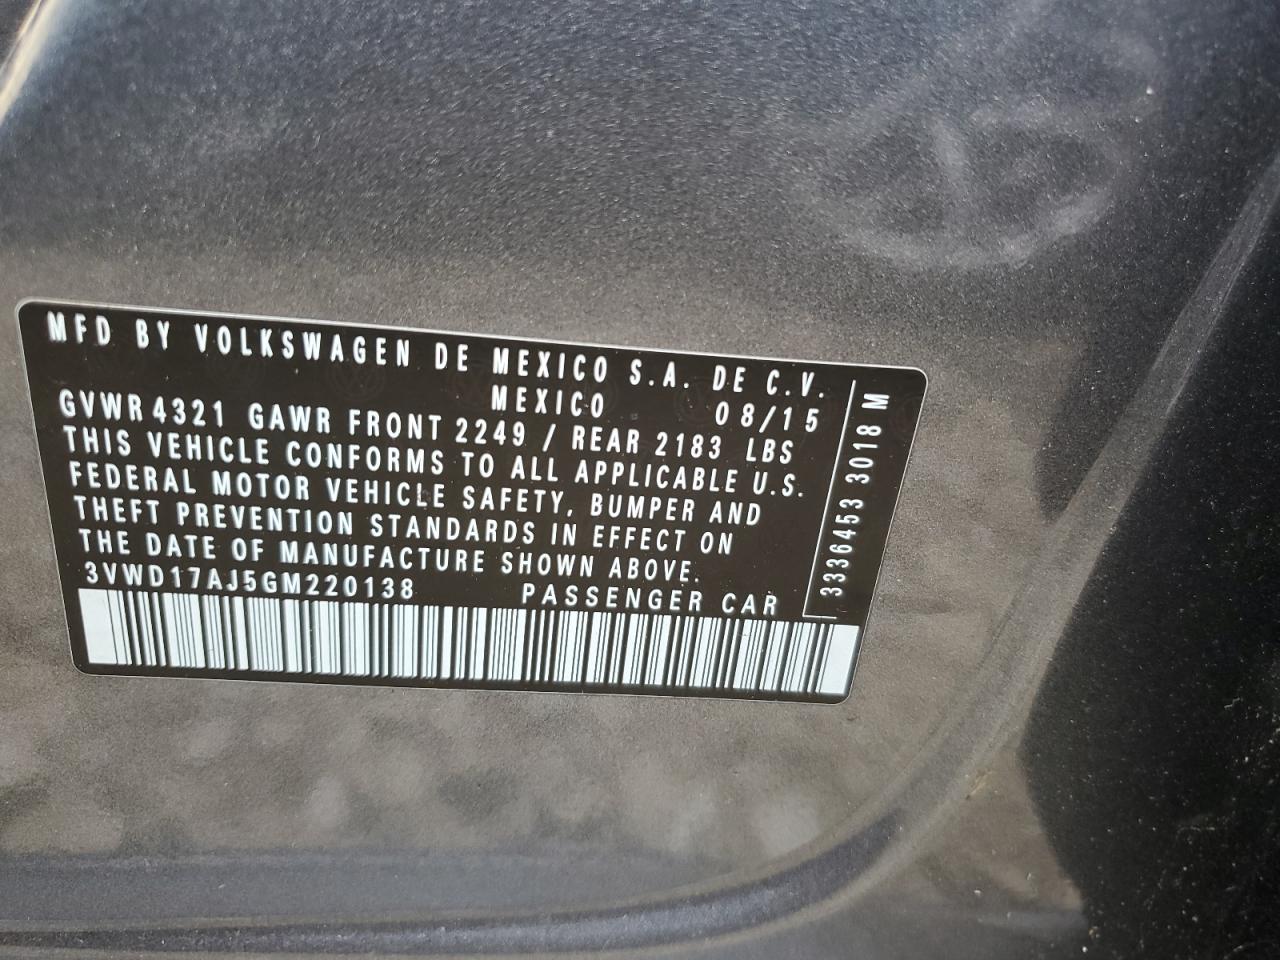 MFD BY VOLKSWAGEN DE MEXICO S.A. DE C.V.
MEXICO 08/15
GVWR 4321 GAWR FRONT 2249 / REAR 2183 LBS
THIS VEHICLE CONFORMS TO ALL APPLICABLE U.S.
FEDERAL MOTOR VEHICLE SAFETY, BUMPER AND
THEFT PREVENTION STANDARDS IN EFFECT ON
THE DATE OF MANUFACTURE SHOWN ABOVE.
3VWD17AJ5GM220138 PASSENGER CAR
3336453 3018 M